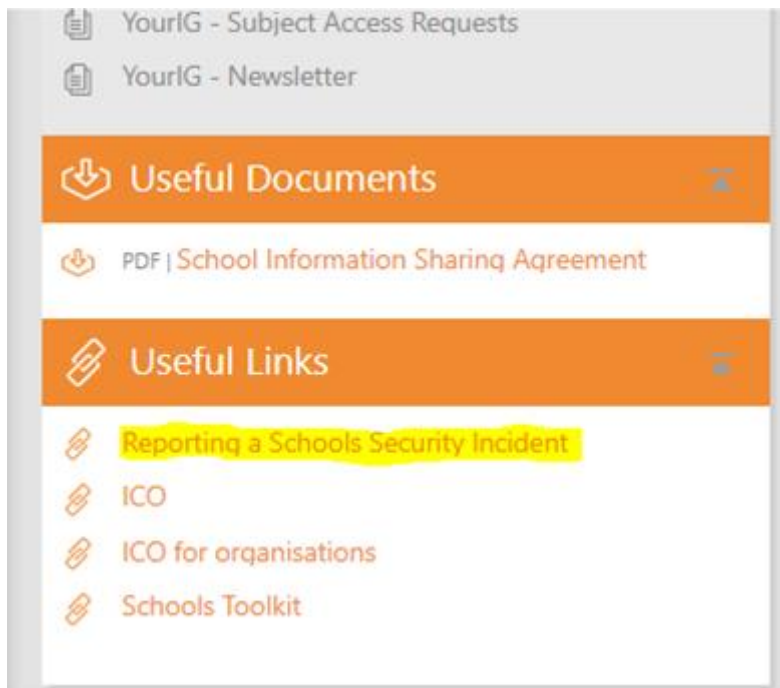 YourIG - Subject Access Requests
YourIG - Newsletter
Useful Documents
PDF | School Information Sharing Agreement
Useful Links
Reporting a Schools Security Incident
ICO
ICO for organisations
Schools Toolkit